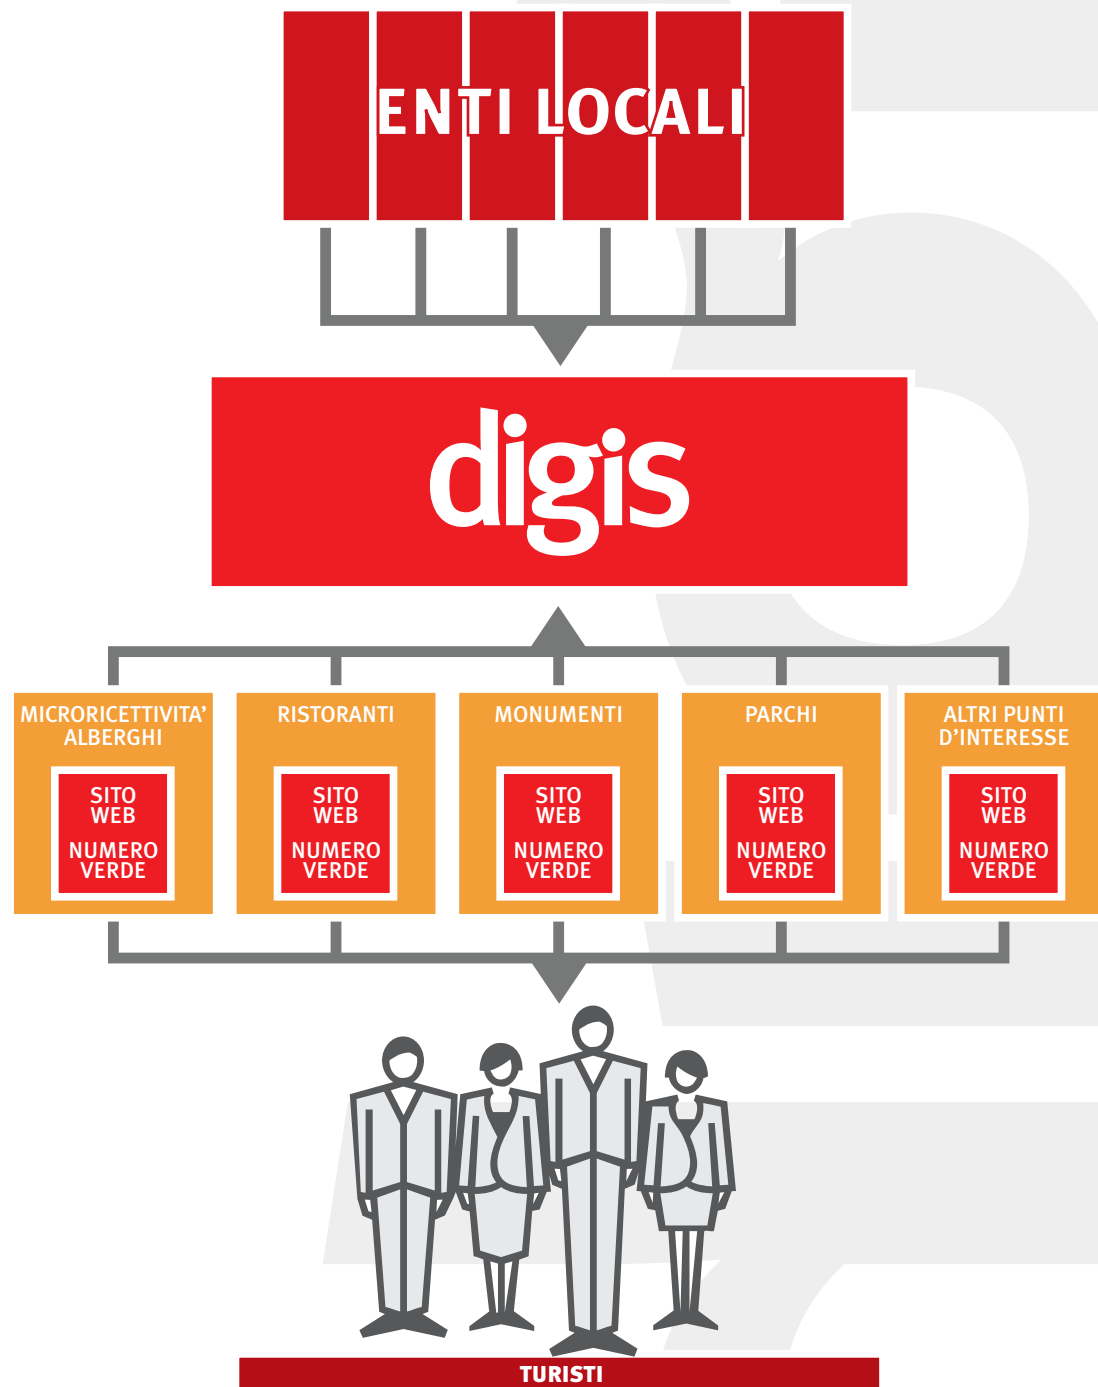 ENTI LOCALI
digis
MICRORICETTIVITA'
ALBERGHI
SITO
WEB
NUMERO
VERDE
RISTORANTI
SITO
WEB
NUMERO
VERDE
MONUMENTI
SITO
WEB
NUMERO
VERDE
PARCHI
SITO
WEB
NUMERO
VERDE
ALTRI PUNTI
D'INTERESSE
SITO
WEB
NUMERO
VERDE
TURISTI